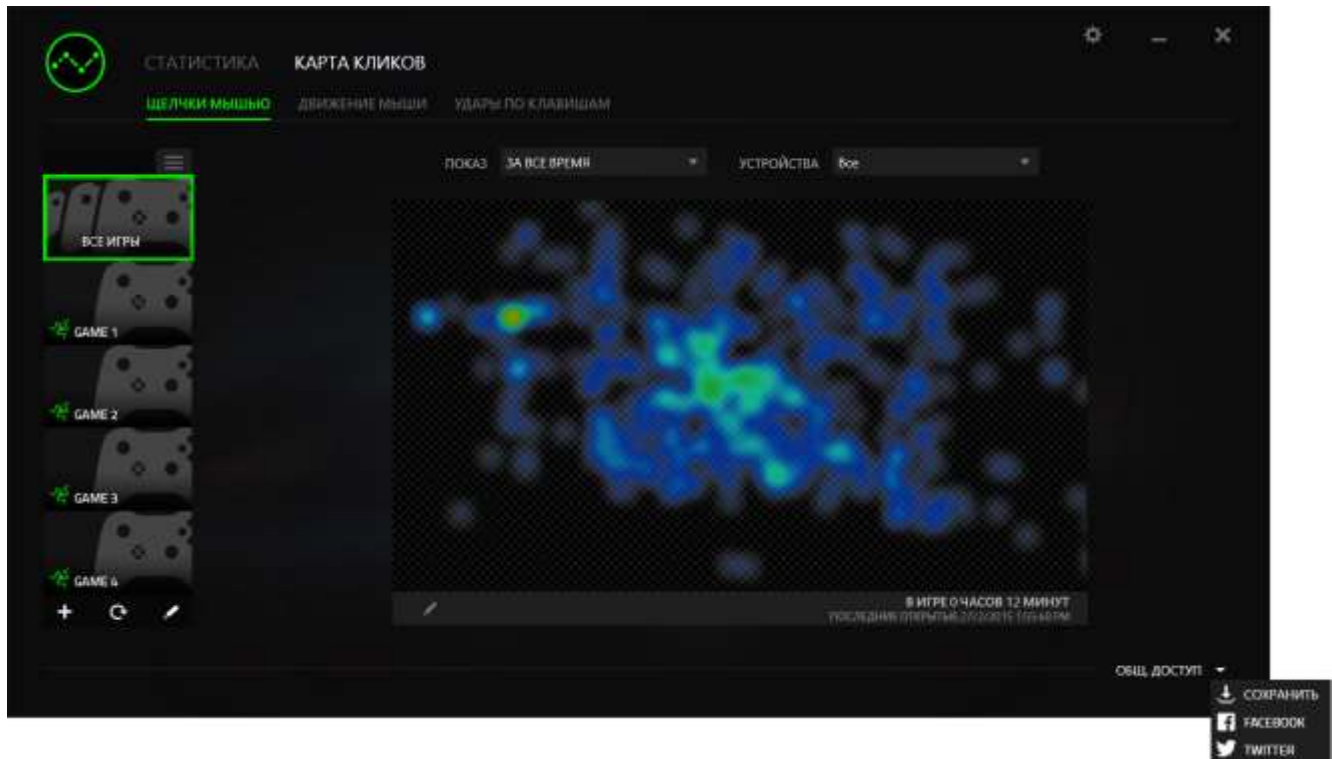 СТАТИСТИКА КАРТА КЛИКОВ
ЩЕЛЧКИ МЫШЬЮ ДВИЖЕНИЕ МЫШИ УДАРЫ ПО КЛАВИШАМ
ПОКАЗ ЗА ВСЕ ВРЕМЯ УСТРОЙСТВА Все
ВСЕ ИГРЫ
GAME 1
GAME 2
GAME 3
GAME 4
В ИГРЕ 0 ЧАСОВ 12 МИНУТ
ОБЩ. ДОСТУП
СОХРАНИТЬ
FACEBOOK
TWITTER